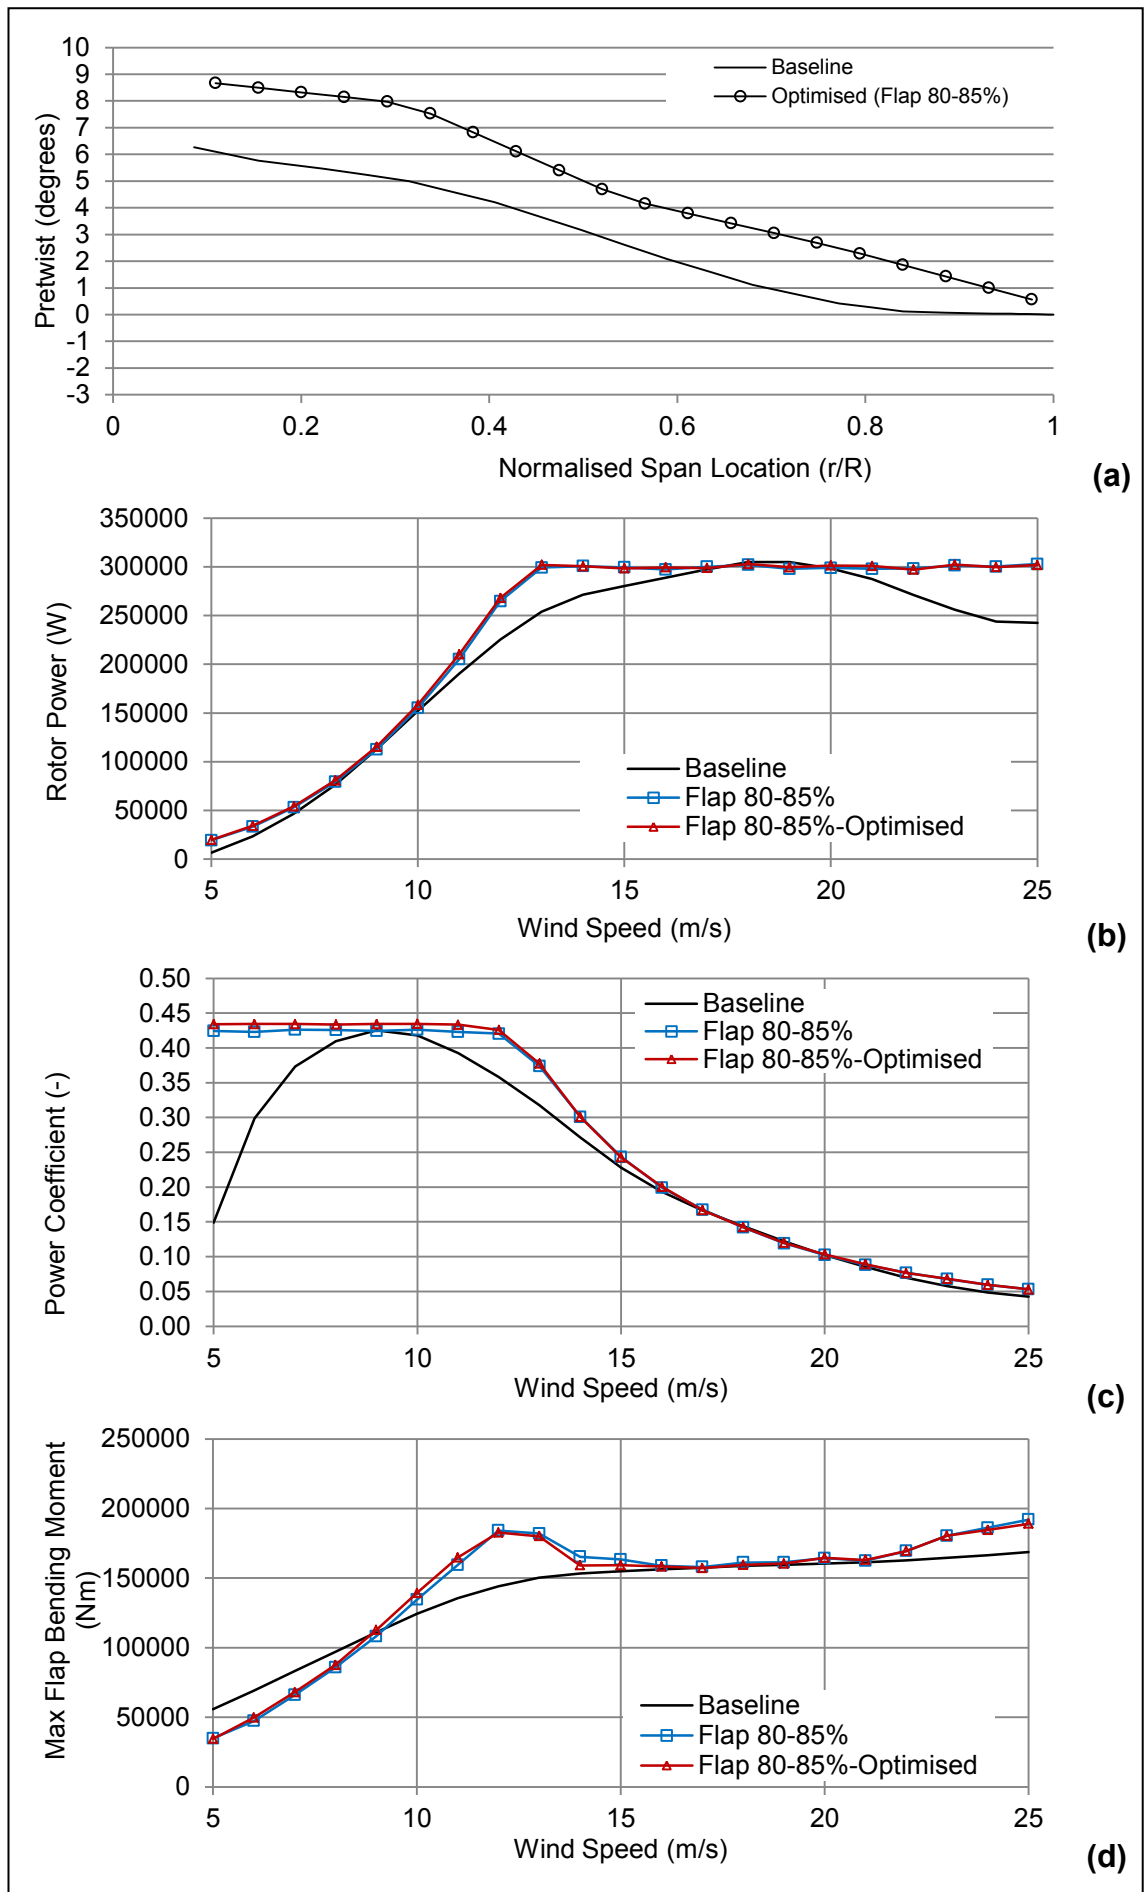 10
9
8
7
6
5
4
3
2
1
0
-1
-2
-3
Pretwist (degrees)
Baseline
Optimised (Flap 80-85%)
0 0.2 0.4 0.6 0.8 1
Normalised Span Location (r/R)
(a)
350000
300000
250000
200000
150000
100000
50000
0
Rotor Power (W)
Baseline
Flap 80-85%
Flap 80-85%-Optimised
5 10 15 20 25
Wind Speed (m/s)
(b)
0.50
0.45
0.40
0.35
0.30
0.25
0.20
0.15
0.10
0.05
0.00
Power Coefficient (-)
Baseline
Flap 80-85%
Flap 80-85%-Optimised
5 10 15 20 25
Wind Speed (m/s)
(c)
250000
200000
150000
100000
50000
0
Max Flap Bending Moment
(Nm)
Baseline
Flap 80-85%
Flap 80-85%-Optimised
5 10 15 20 25
Wind Speed (m/s)
(d)